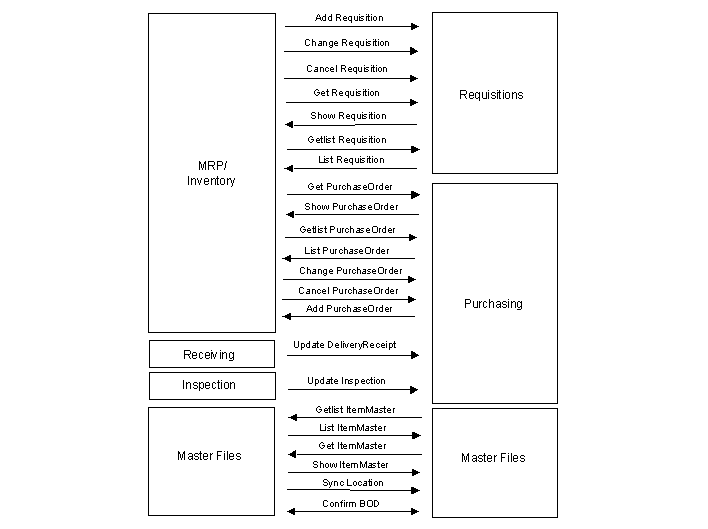 Add Requisition
Change Requisition
Cancel Requisition
Get Requisition
Requisitions
Show Requisition
Getlist Requisition
List Requisition
MRP/
Inventory
Get PurchaseOrder
Show PurchaseOrder
Getlist PurchaseOrder
List PurchaseOrder
Change PurchaseOrder
Cancel PurchaseOrder
Purchasing
Add PurchaseOrder
Receiving
Update DeliveryReceipt
Inspection
Update Inspection
Getlist ItemMaster
List ItemMaster
Get ItemMaster
Master Files
Master Files
Show ItemMaster
Sync Location
Confirm BOD